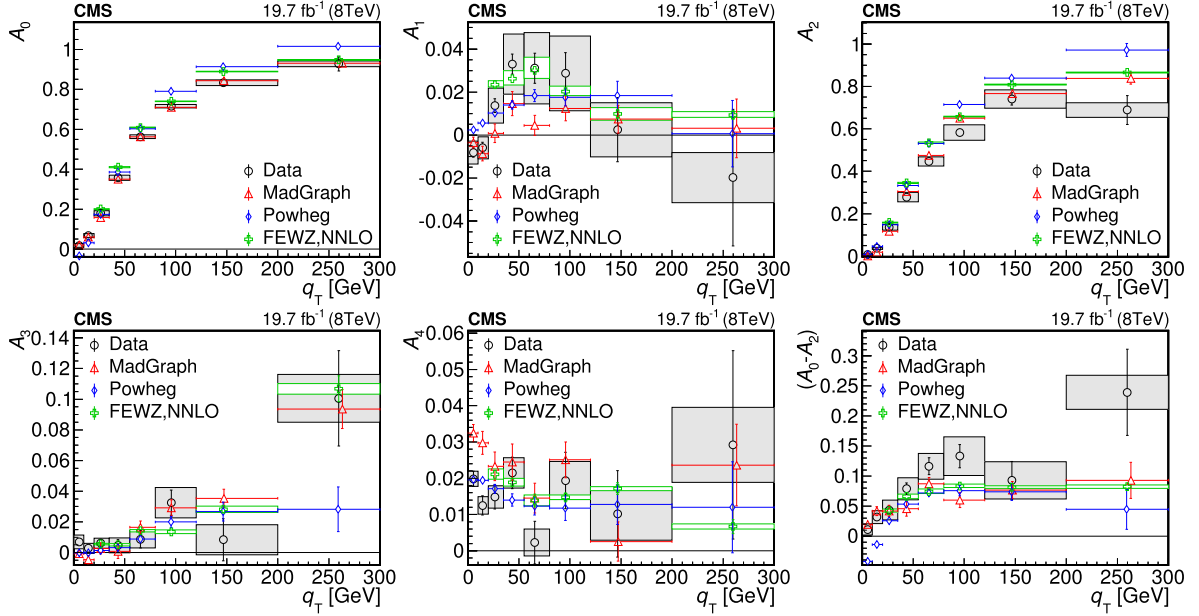 CMS 19.7 fb⁻¹ (8TeV)
A₀
1
0.8
0.6
0.4
0.2
0
Data
MadGraph
Powheg
FEWZ,NNLO
0 50 100 150 200 250 300
q_T [GeV]
CMS 19.7 fb⁻¹ (8TeV)
A₁
0.04
0.02
0
-0.02
-0.04
Data
MadGraph
Powheg
FEWZ,NNLO
0 50 100 150 200 250 300
q_T [GeV]
CMS 19.7 fb⁻¹ (8TeV)
A₂
1
0.8
0.6
0.4
0.2
0
Data
MadGraph
Powheg
FEWZ,NNLO
0 50 100 150 200 250 300
q_T [GeV]
CMS 19.7 fb⁻¹ (8TeV)
A₃
0.14
0.12
0.1
0.08
0.06
0.04
0.02
0
Data
MadGraph
Powheg
FEWZ,NNLO
0 50 100 150 200 250 300
q_T [GeV]
CMS 19.7 fb⁻¹ (8TeV)
A₄
0.06
0.05
0.04
0.03
0.02
0.01
0
Data
MadGraph
Powheg
FEWZ,NNLO
0 50 100 150 200 250 300
q_T [GeV]
CMS 19.7 fb⁻¹ (8TeV)
(A₀-A₂)
0.3
0.25
0.2
0.15
0.1
0.05
0
Data
MadGraph
Powheg
FEWZ,NNLO
0 50 100 150 200 250 300
q_T [GeV]